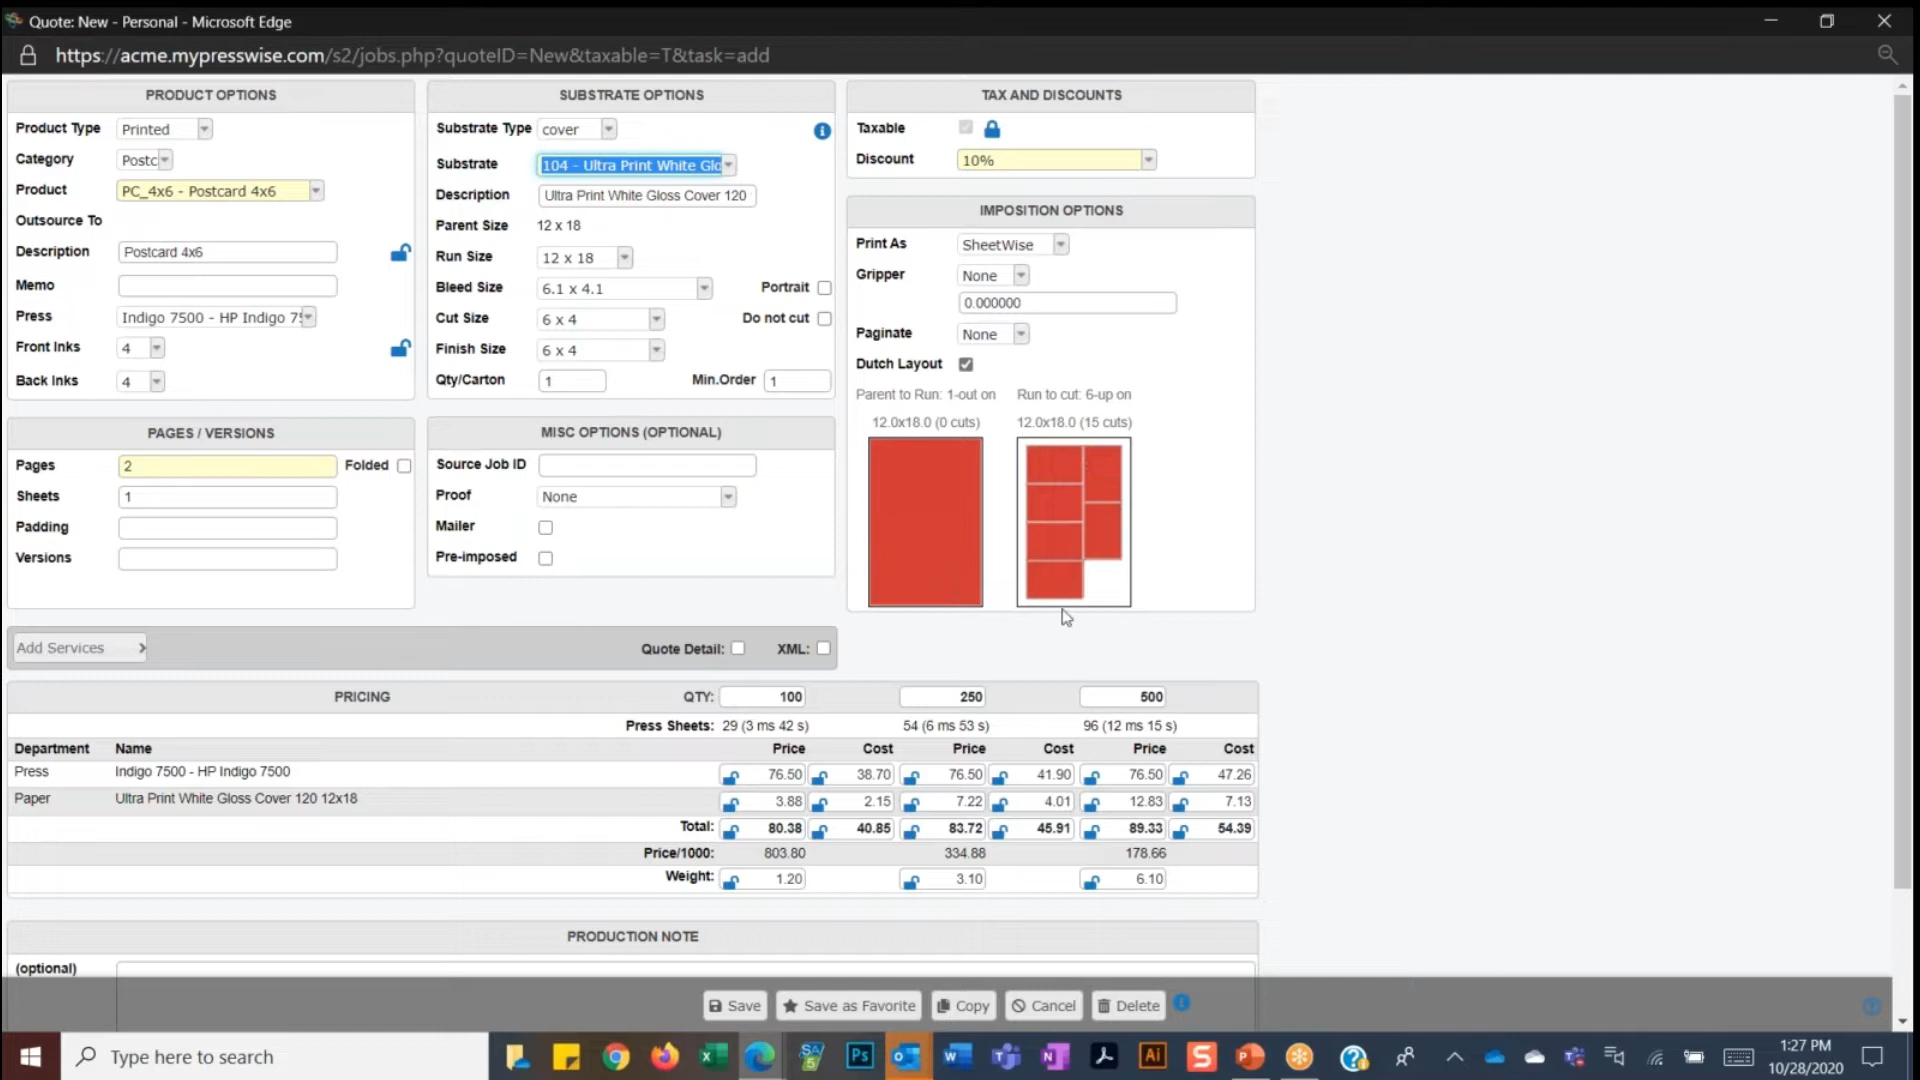 Quote: New - Personal - Microsoft Edge
https://acme.mypresswise.com/s2/jobs.php?quoteID=New&taxable=T&task=add
PRODUCT OPTIONS
Product Type Printed
Category Postc
Product PC_4x6 - Postcard 4x6
Outsource To
Description Postcard 4x6
Memo
Press Indigo 7500 - HP Indigo 75
Front Inks 4
Back Inks 4
SUBSTRATE OPTIONS
Substrate Type cover
Substrate 104 - Ultra Print White Glo
Description Ultra Print White Gloss Cover 120
Parent Size 12 x 18
Run Size 12 x 18
Bleed Size 6.1 x 4.1 Portrait
Cut Size 6 x 4 Do not cut
Finish Size 6 x 4
Qty/Carton 1 Min.Order 1
TAX AND DISCOUNTS
Taxable
Discount 10%
IMPOSITION OPTIONS
Print As SheetWise
Gripper None
0.000000
Paginate None
Dutch Layout
Parent to Run: 1-out on Run to cut: 6-up on
12.0x18.0 (0 cuts) 12.0x18.0 (15 cuts)
PAGES / VERSIONS
Pages 2 Folded
Sheets 1
Padding
Versions
MISC OPTIONS (OPTIONAL)
Source Job ID
Proof None
Mailer
Pre-imposed
Add Services Quote Detail: XML:
PRICING QTY: 100 250 500
Press Sheets: 29 (3 ms 42 s) 54 (6 ms 53 s) 96 (12 ms 15 s)
Department Name Price Cost Price Cost Price Cost
Press Indigo 7500 - HP Indigo 7500 76.50 38.70 76.50 41.90 76.50 47.26
Paper Ultra Print White Gloss Cover 120 12x18 3.88 2.15 7.22 4.01 12.83 7.13
Total: 80.38 40.85 83.72 45.91 89.33 54.39
Price/1000: 803.80 334.88 178.66
Weight: 1.20 3.10 6.10
PRODUCTION NOTE
(optional)
Save Save as Favorite Copy Cancel Delete
Type here to search
1:27 PM
10/28/2020